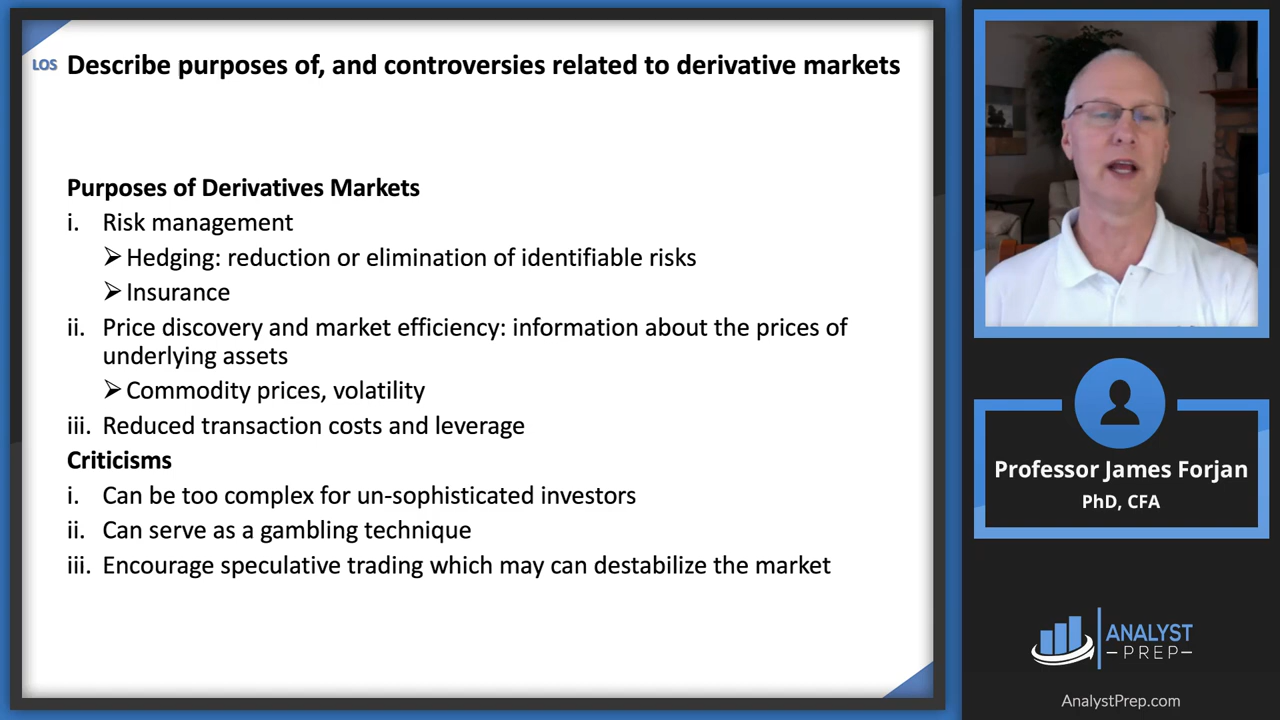 LOS Describe purposes of, and controversies related to derivative markets
Purposes of Derivatives Markets
i. Risk management
➢ Hedging: reduction or elimination of identifiable risks
➢ Insurance
ii. Price discovery and market efficiency: information about the prices of
underlying assets
➢ Commodity prices, volatility
iii. Reduced transaction costs and leverage
Criticisms
i. Can be too complex for un-sophisticated investors
ii. Can serve as a gambling technique
iii. Encourage speculative trading which may can destabilize the market
Professor James Forjan
PhD, CFA
ANALYST
–PREP–
AnalystPrep.com